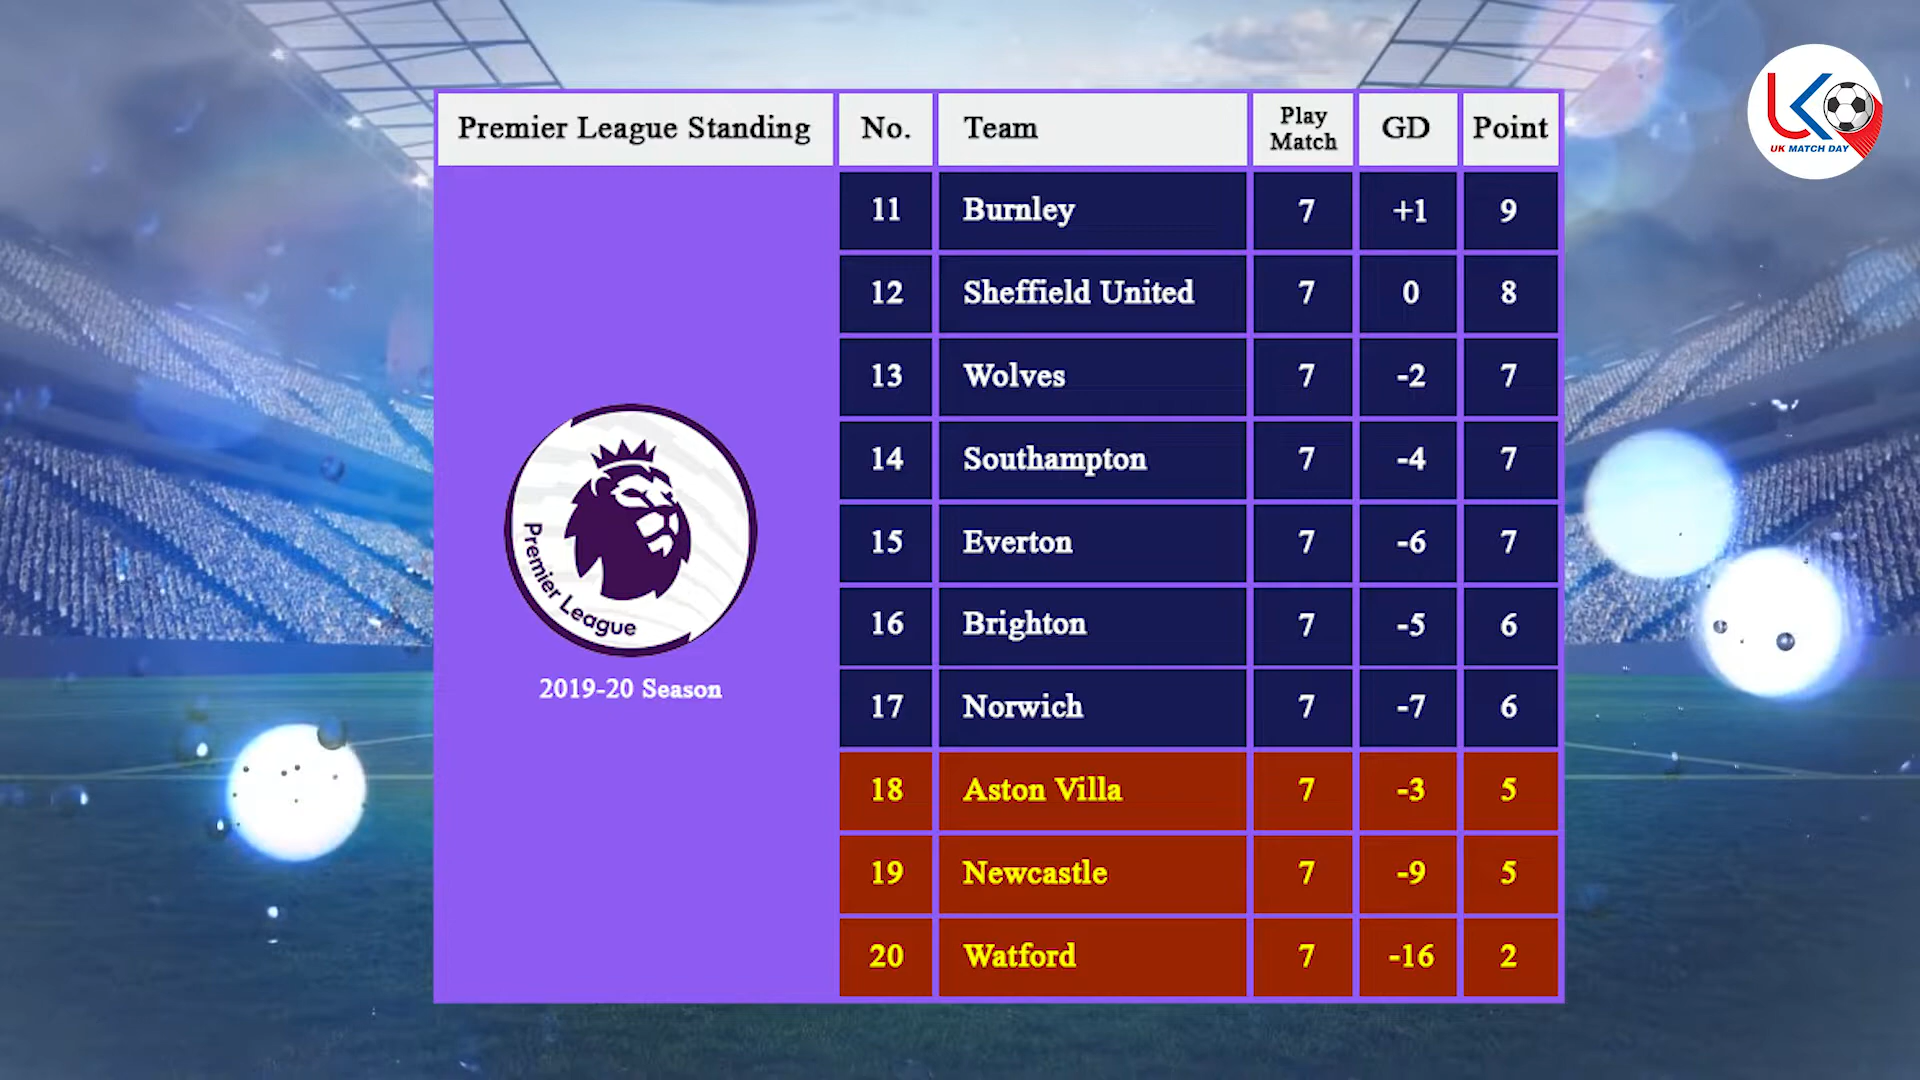 Premier League Standing No. Team Play Match GD Point
11 Burnley 7 +1 9
12 Sheffield United 7 0 8
13 Wolves 7 -2 7
14 Southampton 7 -4 7
15 Everton 7 -6 7
16 Brighton 7 -5 6
17 Norwich 7 -7 6
18 Aston Villa 7 -3 5
19 Newcastle 7 -9 5
20 Watford 7 -16 2
Premier League
2019-20 Season
UK
UK MATCH DAY